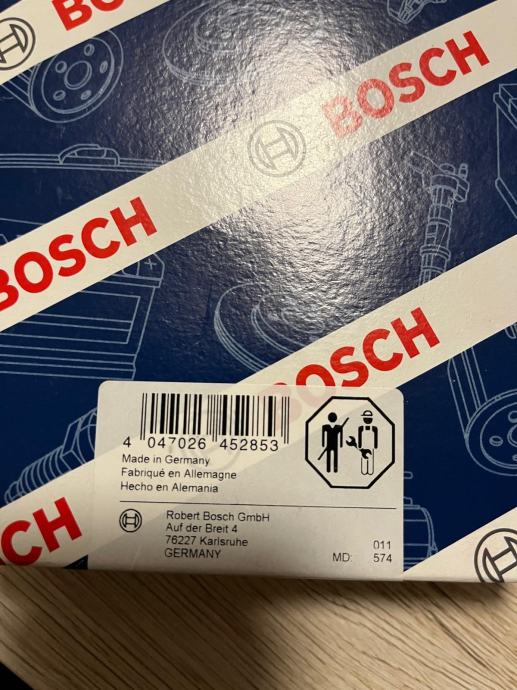 BOSCH
BOSCH
BOSCH
BOSCH
4 047026 452853
Made in Germany
Fabriqué en Allemagne
Hecho en Alemania
Robert Bosch GmbH
Auf der Breit 4
76227 Karlsruhe
GERMANY
011
MD: 574
CH